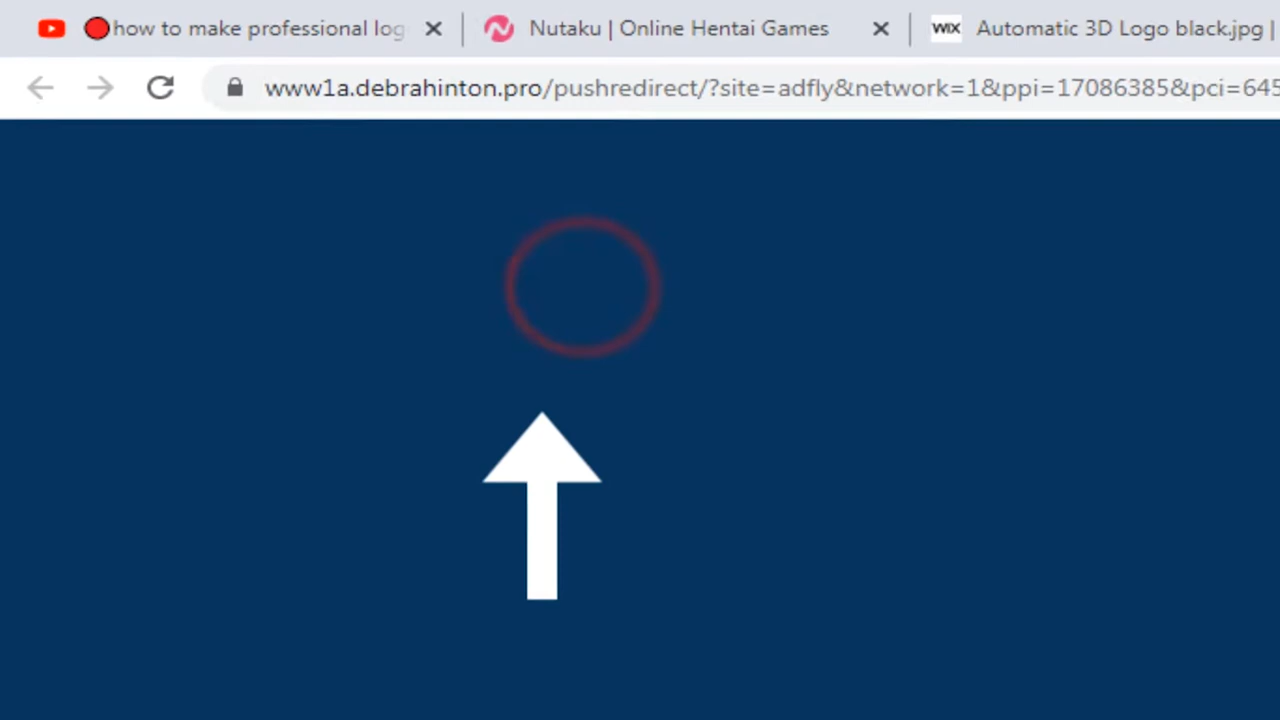 how to make professional log
Nutaku | Online Hentai Games
WIX Automatic 3D Logo black.jpg |
www1a.debrahinton.pro/pushredirect/?site=adfly&network=1&ppi=17086385&pci=645